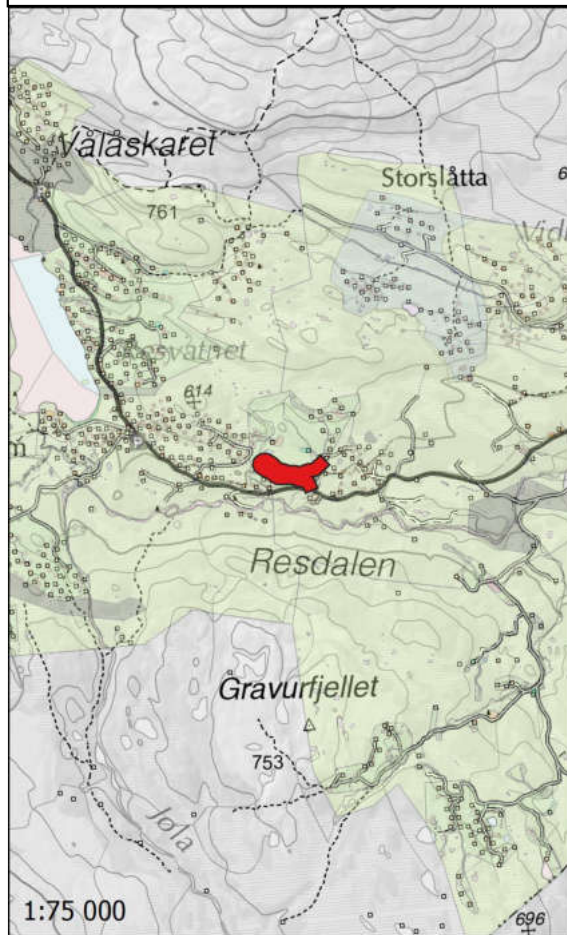 Vålåskaret
Storslåtta
761
614
Resdalen
Gravurfjellet
753
Jøla
1:75 000
696